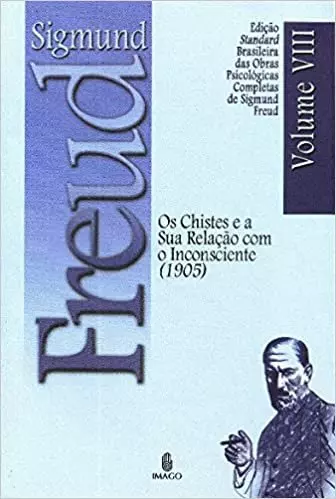 Sigmund
Freud
Edição
Standard
Brasileira
das Obras
Psicológicas
Completas
de Sigmund
Freud
Volume VIII
Os Chistes e a
Sua Relação com
o Inconsciente
(1905)
IMAGO